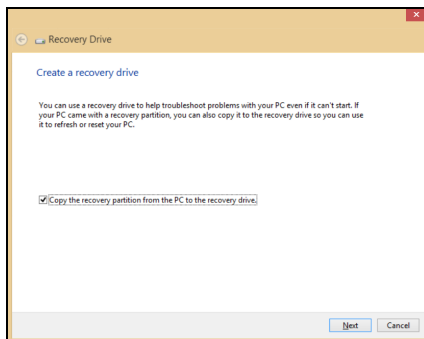 Recovery Drive
Create a recovery drive
You can use a recovery drive to help troubleshoot problems with your PC even if it can't start. If
your PC came with a recovery partition, you can also copy it to the recovery drive so you can use
it to refresh or reset your PC.
Copy the recovery partition from the PC to the recovery drive.
Next Cancel